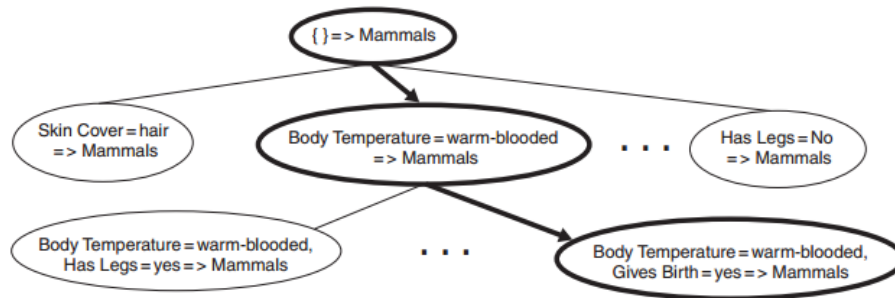 { } => Mammals
Skin Cover = hair
=> Mammals
Body Temperature = warm-blooded
=> Mammals
. . .
Has Legs = No
=> Mammals
Body Temperature = warm-blooded,
Has Legs = yes => Mammals
. . .
Body Temperature = warm-blooded,
Gives Birth = yes => Mammals